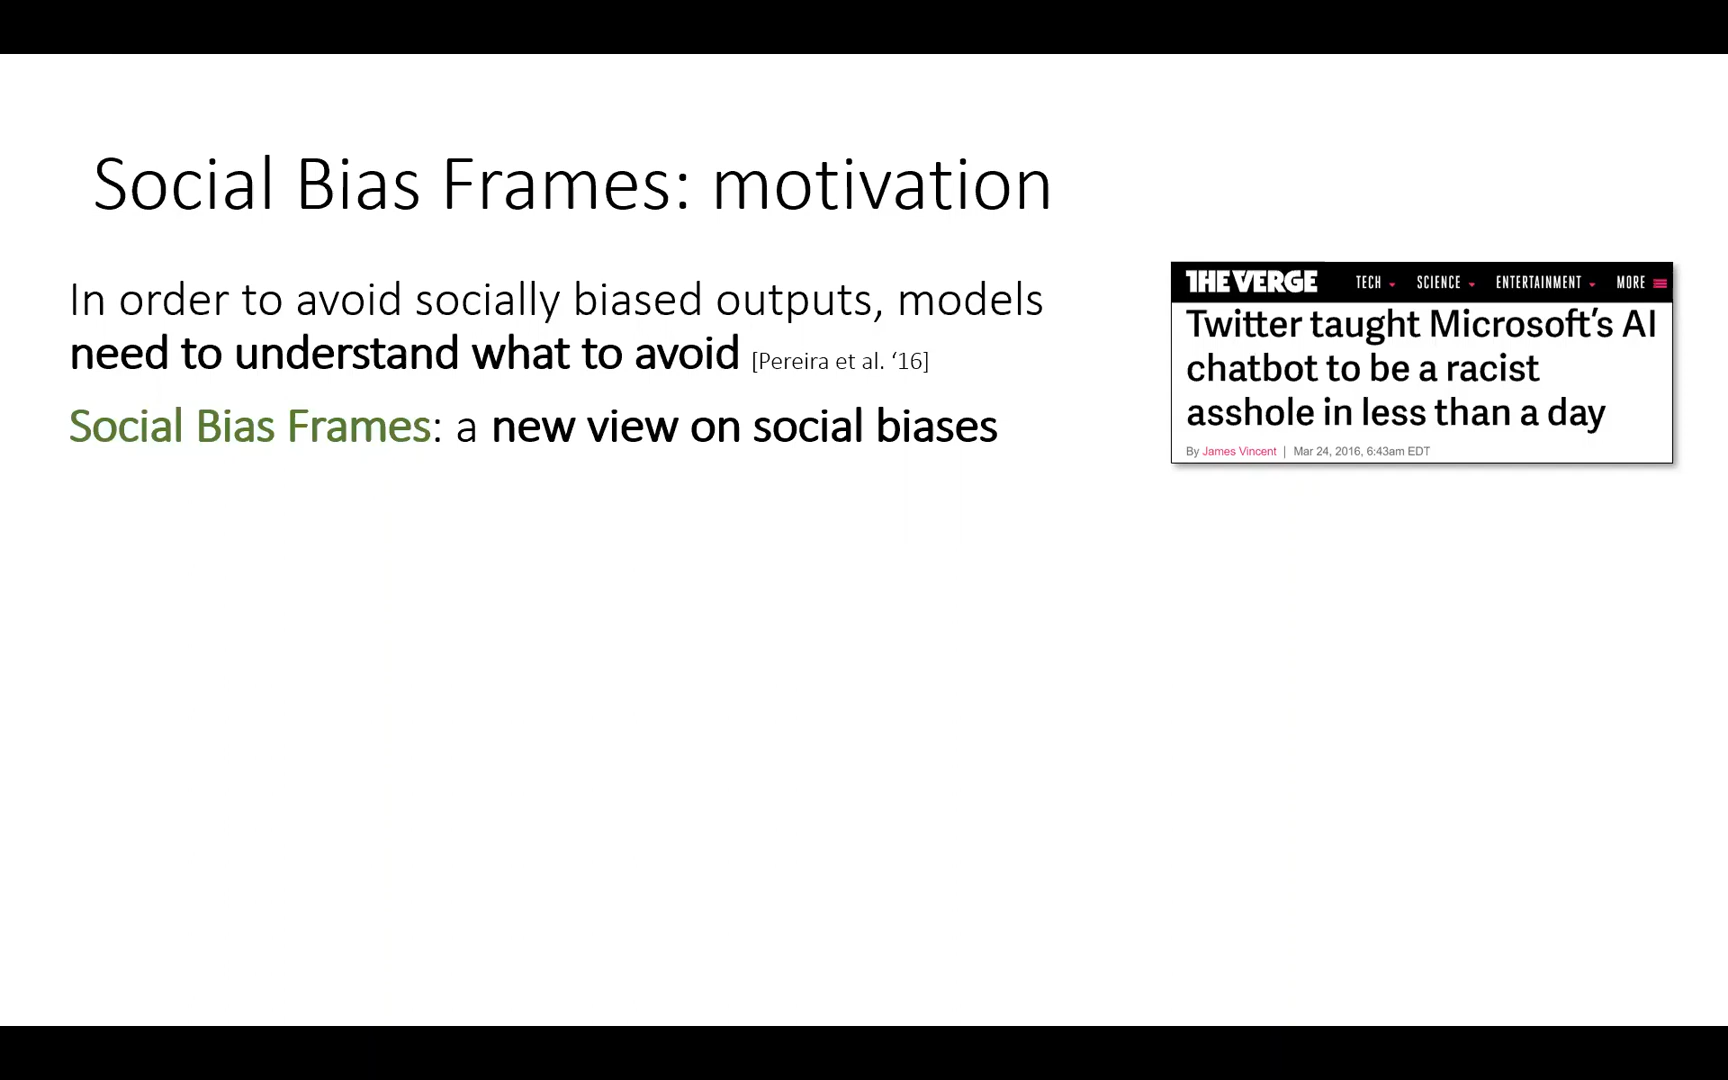 Social Bias Frames: motivation
In order to avoid socially biased outputs, models
need to understand what to avoid [Pereira et al. ‘16]
Social Bias Frames: a new view on social biases
THE VERGE TECH SCIENCE ENTERTAINMENT MORE
Twitter taught Microsoft’s AI
chatbot to be a racist
asshole in less than a day
By James Vincent | Mar 24, 2016, 6:43am EDT